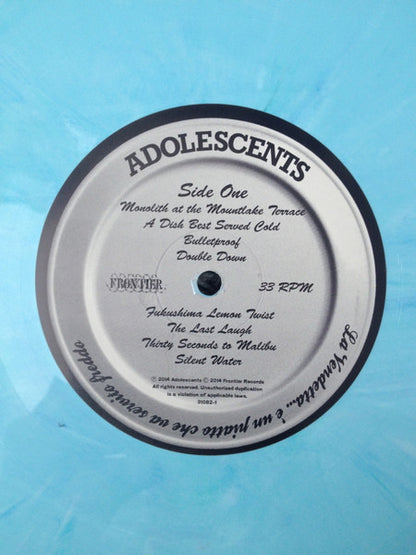 ADOLESCENTS
Side One
Monolith at the Mountlake Terrace
A Dish Best Served Cold
Bulletproof
Double Down
FRONTIER
33 RPM
Fukushima Lemon Twist
The Last Laugh
Thirty Seconds to Malibu
Silent Water
℗ 2014 Adolescents © 2014 Frontier Records
All rights reserved. Unauthorized duplication
is a violation of applicable laws.
31082-1
La Vendetta... 'e un piatto che va servito freddo